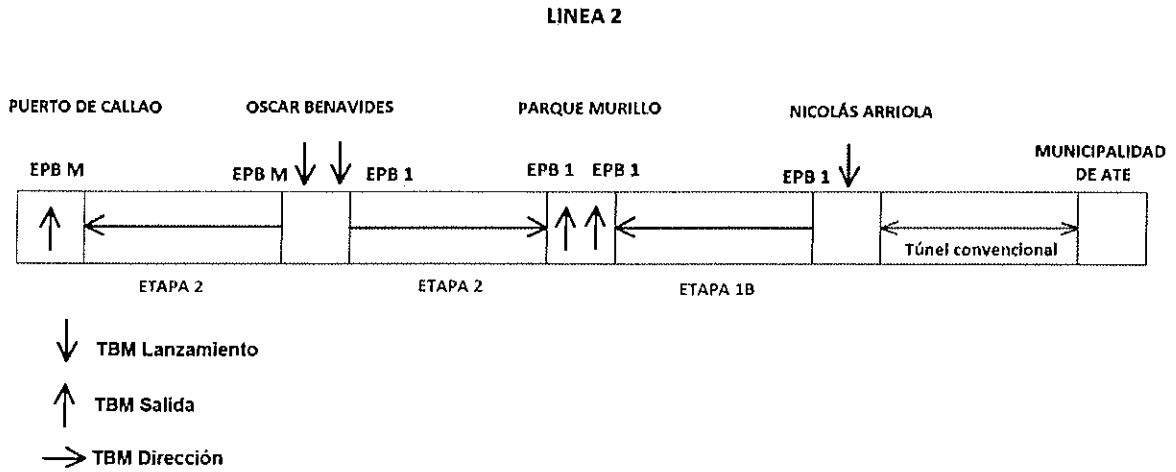 LINEA 2
PUERTO DE CALLAO
OSCAR BENAVIDES
PARQUE MURILLO
NICOLÁS ARRIOLA
MUNICIPALIDAD
DE ATE
EPB M
EPB M
EPB 1
EPB 1
EPB 1
EPB 1
Túnel convencional
ETAPA 2
ETAPA 2
ETAPA 1B
TBM Lanzamiento
TBM Salida
TBM Dirección